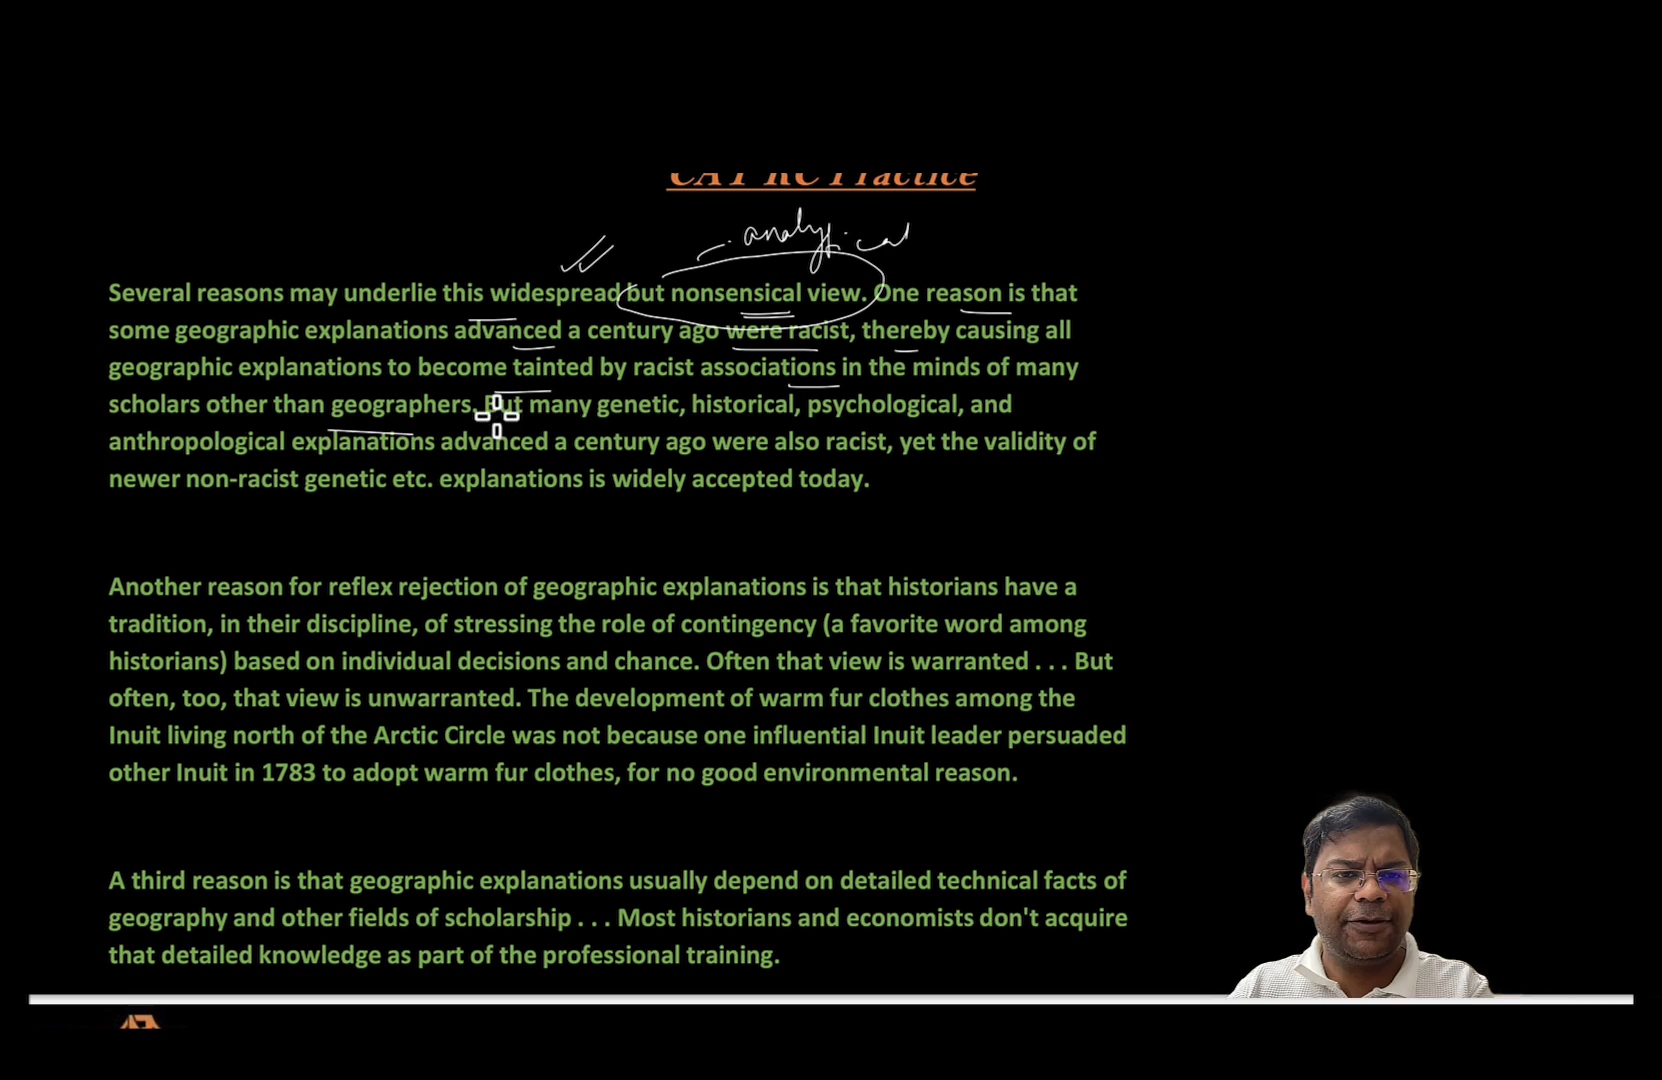 CAT RC Practice
analytical
Several reasons may underlie this widespread but nonsensical view. One reason is that
some geographic explanations advanced a century ago were racist, thereby causing all
geographic explanations to become tainted by racist associations in the minds of many
scholars other than geographers. But many genetic, historical, psychological, and
anthropological explanations advanced a century ago were also racist, yet the validity of
newer non-racist genetic etc. explanations is widely accepted today.
Another reason for reflex rejection of geographic explanations is that historians have a
tradition, in their discipline, of stressing the role of contingency (a favorite word among
historians) based on individual decisions and chance. Often that view is warranted . . . But
often, too, that view is unwarranted. The development of warm fur clothes among the
Inuit living north of the Arctic Circle was not because one influential Inuit leader persuaded
other Inuit in 1783 to adopt warm fur clothes, for no good environmental reason.
A third reason is that geographic explanations usually depend on detailed technical facts of
geography and other fields of scholarship . . . Most historians and economists don't acquire
that detailed knowledge as part of the professional training.